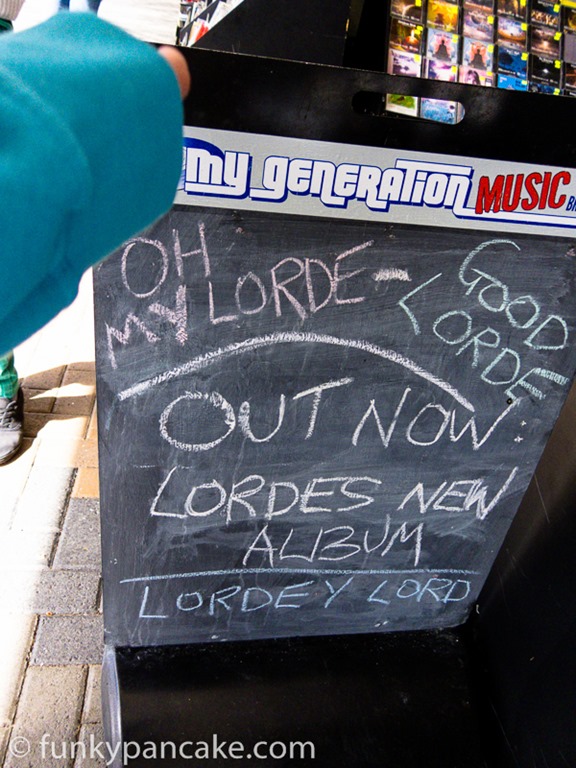 my generation MUSIC
OH
MY LORDE -
GOOD
LORDE
OUT NOW:
LORDES NEW
ALBUM
LORDEY LORD
© funkypancake.com